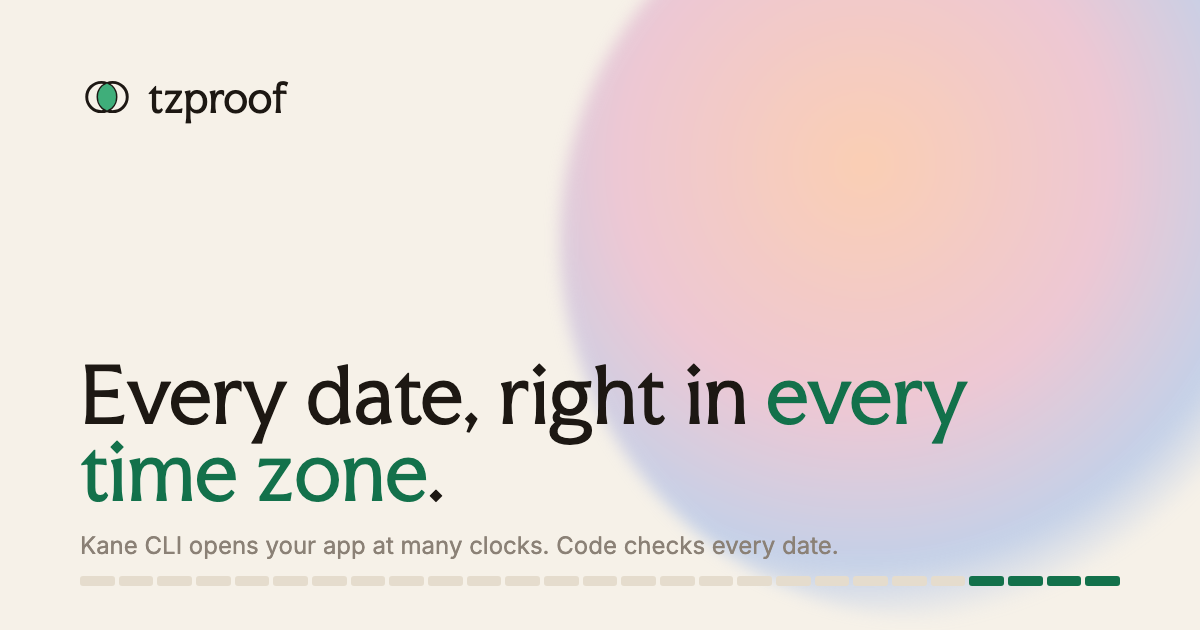 tzproof
Every date, right in every
time zone.
Kane CLI opens your app at many clocks. Code checks every date.